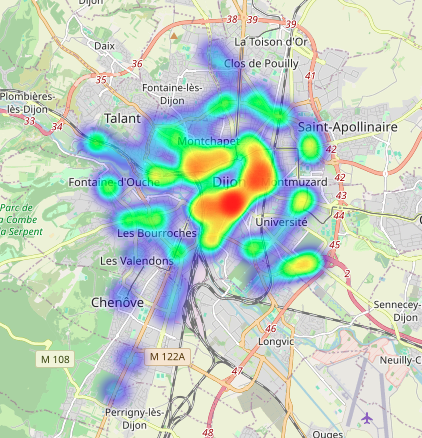 Dijon
38
39
39
La Toison d'Or
Daix
Clos de Pouilly
36
41
35
Fontaine-lès-
Dijon
Plombières-
lès-Dijon
33
34
Talant
Saint-Apollinaire
Montchapet
42
42
Fontaine-d'Ouche
Dijon
Montmuzard
43
Parc de
la Combe
à la Serpent
44
Université
Les Bourroches
45
Les Valendons
2
Chenôve
46
Sennecey-
Dijon
Longvic
M 108
M 122A
Neuilly-C
47
Perrigny-lès-
Dijon
48
Ouges